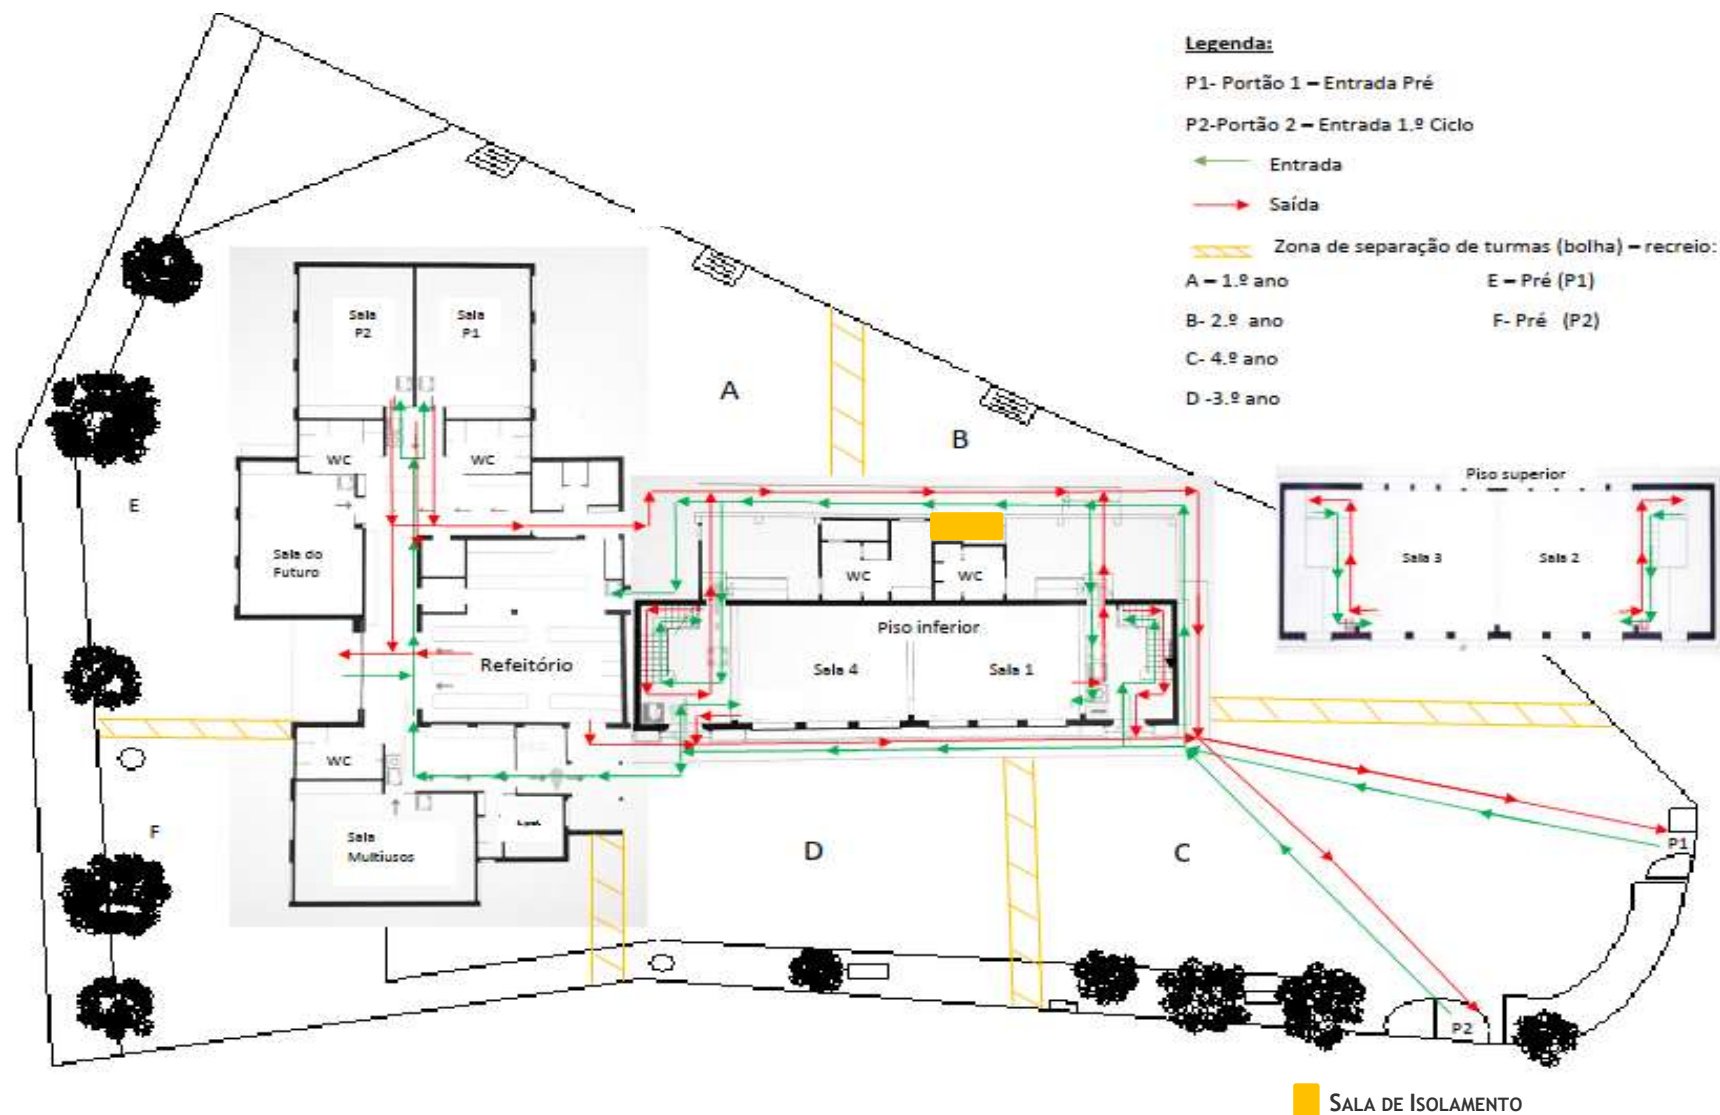 Legenda:
P1- Portão 1 – Entrada Pré
P2-Portão 2 – Entrada 1.º Ciclo
Entrada
Saída
Zona de separação de turmas (bolha) – recreio:
A – 1.º ano
E – Pré (P1)
B- 2.º ano
F- Pré (P2)
C- 4.º ano
D -3.º ano
Sala P2
Sala P1
A
B
WC
WC
E
Sala do
Futuro
Piso superior
Sala 3
Sala 2
WC
WC
Piso inferior
Refeitório
Sala 4
Sala 1
WC
F
Sala
Multiusos
D
C
P1
P2
SALA DE ISOLAMENTO